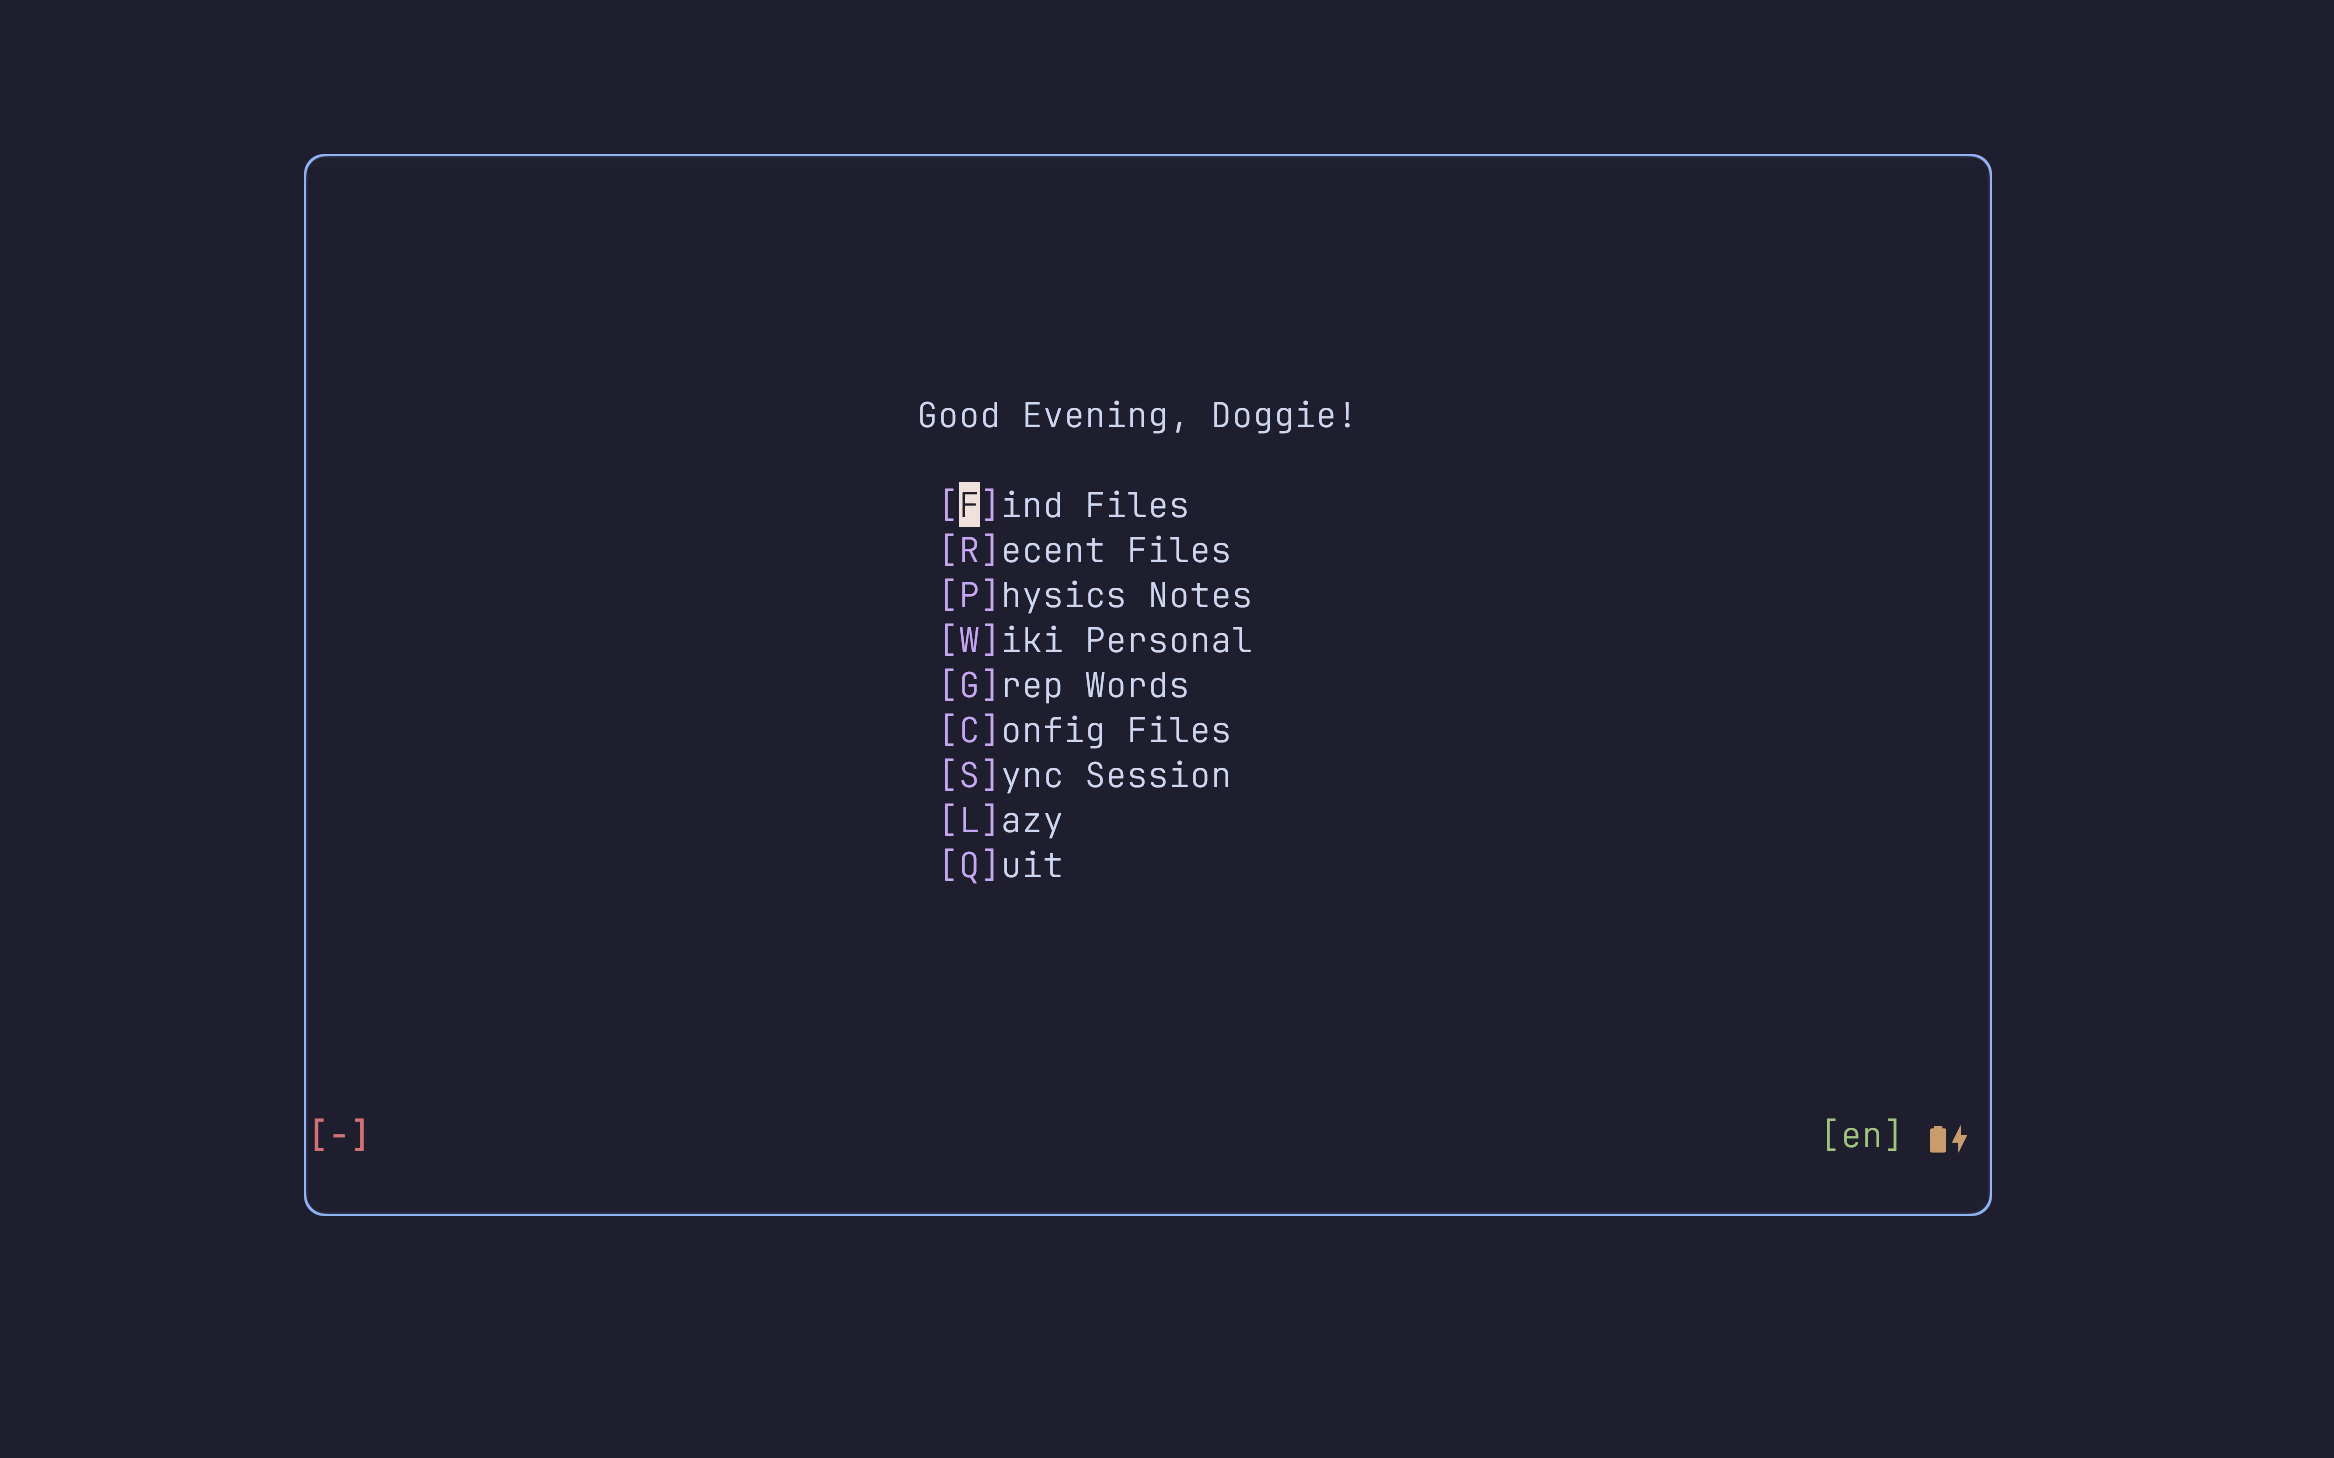 Good Evening, Doggie!
[F]ind Files
[R]ecent Files
[P]hysics Notes
[W]iki Personal
[G]rep Words
[C]onfig Files
[S]ync Session
[L]azy
[Q]uit
[-] [en]